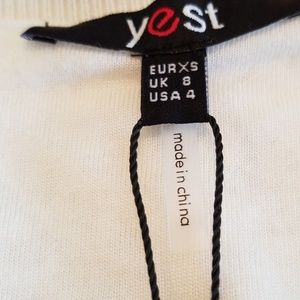 yest
EUR XS
UK 8
USA 4
made in china